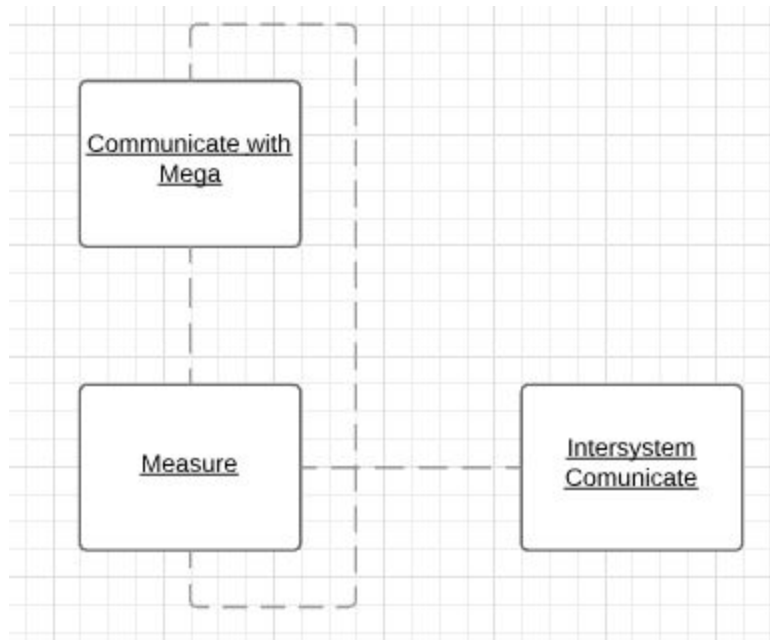 Communicate with
Mega
Measure
Intersystem
Comunicate